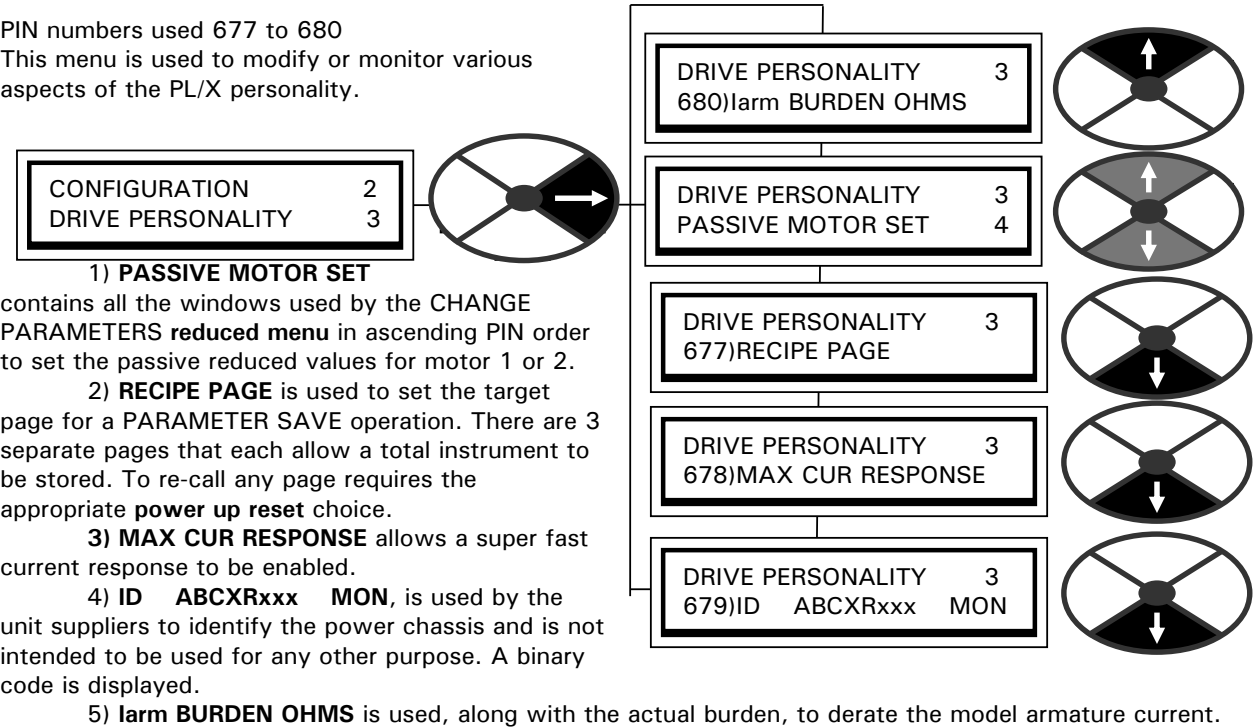 PIN numbers used 677 to 680
This menu is used to modify or monitor various
aspects of the PL/X personality.
CONFIGURATION 2
DRIVE PERSONALITY 3
DRIVE PERSONALITY 3
680)Iarm BURDEN OHMS
DRIVE PERSONALITY 3
PASSIVE MOTOR SET 4
DRIVE PERSONALITY 3
677)RECIPE PAGE
DRIVE PERSONALITY 3
678)MAX CUR RESPONSE
DRIVE PERSONALITY 3
679)ID ABCXRxxx MON
1) PASSIVE MOTOR SET
contains all the windows used by the CHANGE
PARAMETERS reduced menu in ascending PIN order
to set the passive reduced values for motor 1 or 2.
2) RECIPE PAGE is used to set the target
page for a PARAMETER SAVE operation. There are 3
separate pages that each allow a total instrument to
be stored. To re-call any page requires the
appropriate power up reset choice.
3) MAX CUR RESPONSE allows a super fast
current response to be enabled.
4) ID ABCXRxxx MON, is used by the
unit suppliers to identify the power chassis and is not
intended to be used for any other purpose. A binary
code is displayed.
5) Iarm BURDEN OHMS is used, along with the actual burden, to derate the model armature current.